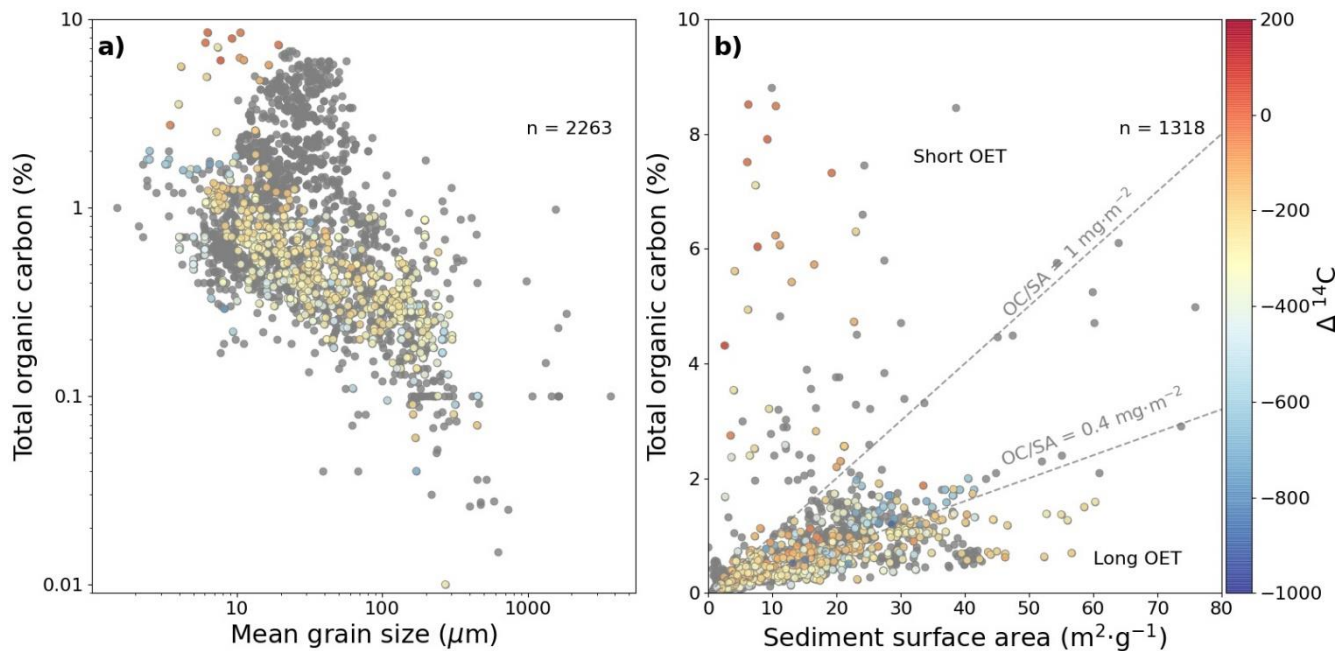 a)
n = 2263
Total organic carbon (%)
10
1
0.1
0.01
10
100
1000
Mean grain size (μm)
b)
n = 1318
Short OET
OC/SA = 1 mg·m⁻²
OC/SA = 0.4 mg·m⁻²
Long OET
Total organic carbon (%)
10
8
6
4
2
0
0
10
20
30
40
50
60
70
80
Sediment surface area (m²·g⁻¹)
200
0
−200
−400
−600
−800
−1000
Δ ¹⁴C